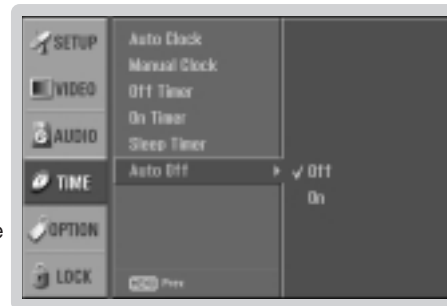 SETUP
VIDEO
AUDIO
TIME
OPTION
LOCK
Auto Clock
Manual Clock
Off Timer
On Timer
Sleep Timer
Auto Off
Off
On
Prev
e